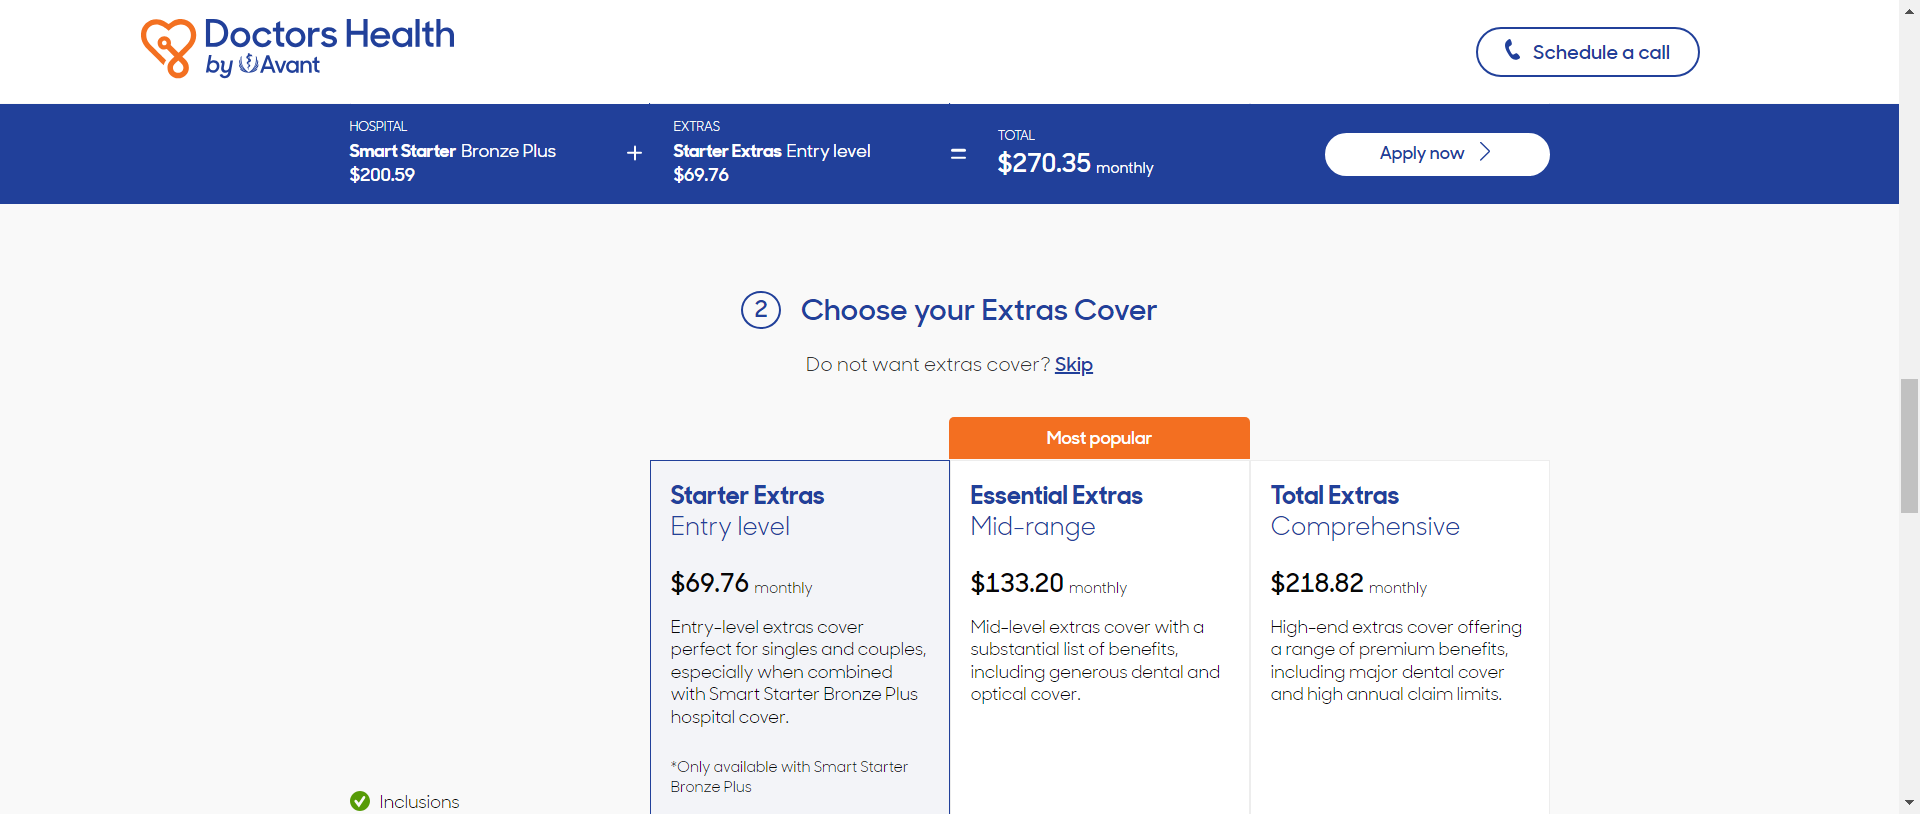 Doctors Health
by Avant
Schedule a call
HOSPITAL
Smart Starter Bronze Plus
$200.59
+
EXTRAS
Starter Extras Entry level
$69.76
=
TOTAL
$270.35 monthly
Apply now
2 Choose your Extras Cover
Do not want extras cover? Skip
Most popular
Starter Extras
Entry level
$69.76 monthly
Entry-level extras cover
perfect for singles and couples,
especially when combined
with Smart Starter Bronze Plus
hospital cover.
*Only available with Smart Starter
Bronze Plus
Essential Extras
Mid-range
$133.20 monthly
Mid-level extras cover with a
substantial list of benefits,
including generous dental and
optical cover.
Total Extras
Comprehensive
$218.82 monthly
High-end extras cover offering
a range of premium benefits,
including major dental cover
and high annual claim limits.
Inclusions